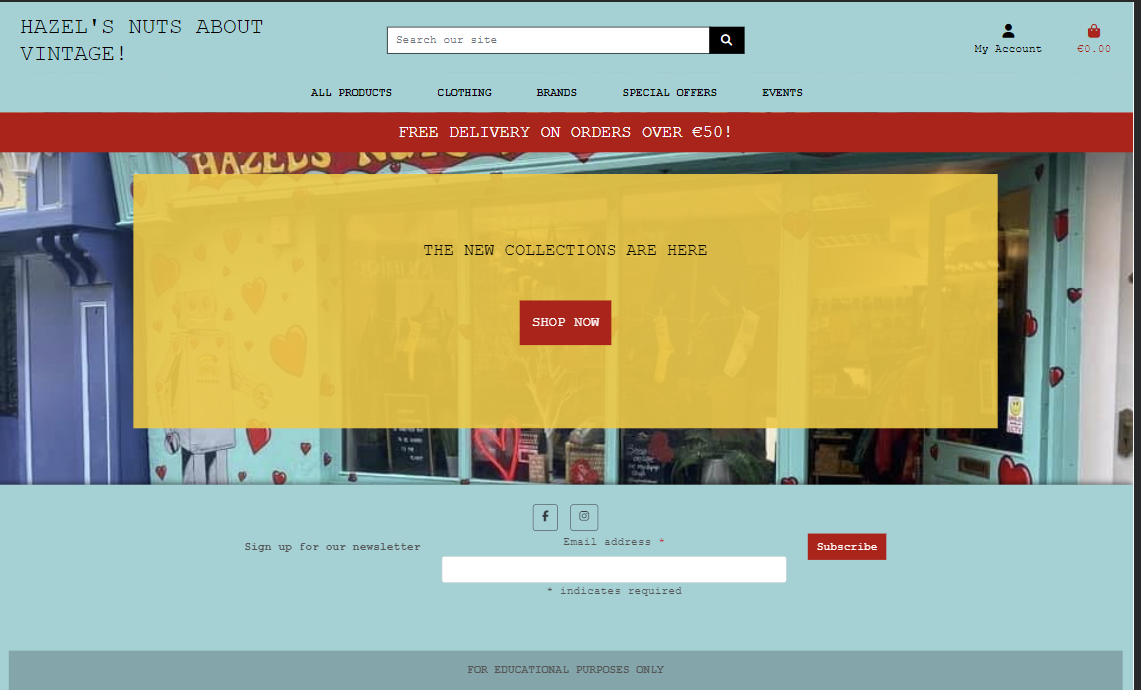 HAZEL'S NUTS ABOUT
VINTAGE!
Search our site
My Account
€0.00
ALL PRODUCTS CLOTHING BRANDS SPECIAL OFFERS EVENTS
FREE DELIVERY ON ORDERS OVER €50!
HAZEL'S NUTS
THE NEW COLLECTIONS ARE HERE
SHOP NOW
Email address *
Sign up for our newsletter
Subscribe
* indicates required
FOR EDUCATIONAL PURPOSES ONLY